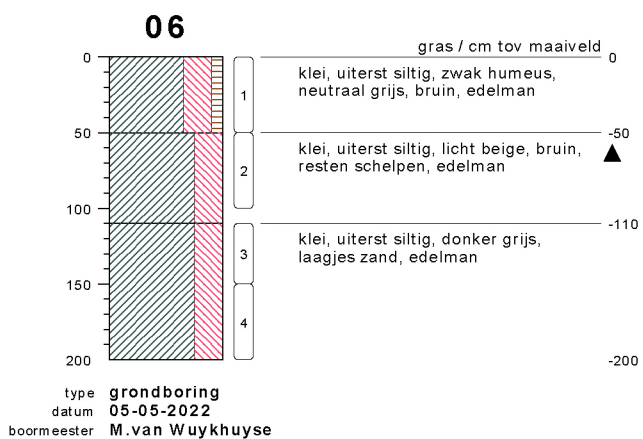 06
gras / cm tov maaiveld
0
0
klei, uiterst siltig, zwak humeus,
neutraal grijs, bruin, edelman
1
50
-50
klei, uiterst siltig, licht beige, bruin,
resten schelpen, edelman
2
100
-110
klei, uiterst siltig, donker grijs,
laagjes zand, edelman
3
150
4
200
-200
type grondboring
datum 05-05-2022
boormeester M.van Wuykhuyse